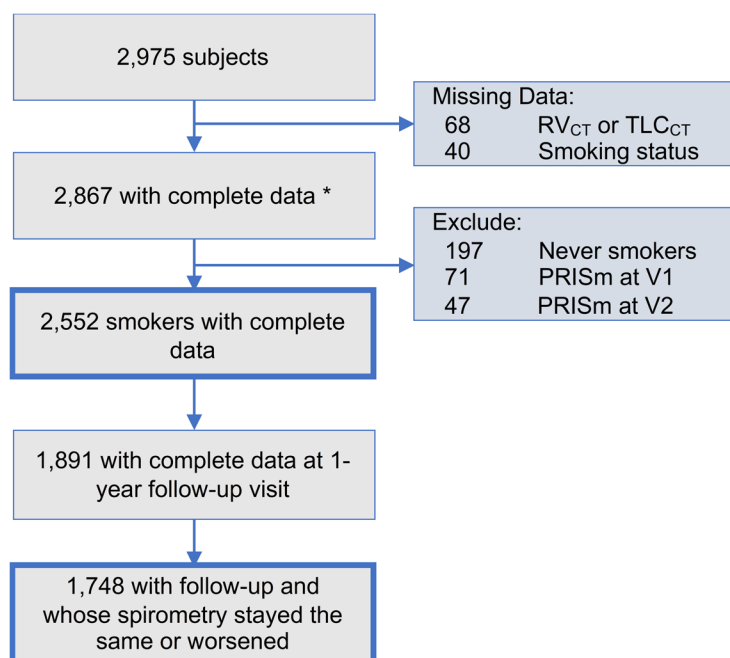 2,975 subjects
Missing Data:
68 RVCT or TLCCT
40 Smoking status
2,867 with complete data *
Exclude:
197 Never smokers
71 PRISm at V1
47 PRISm at V2
2,552 smokers with complete
data
1,891 with complete data at 1-
year follow-up visit
1,748 with follow-up and
whose spirometry stayed the
same or worsened